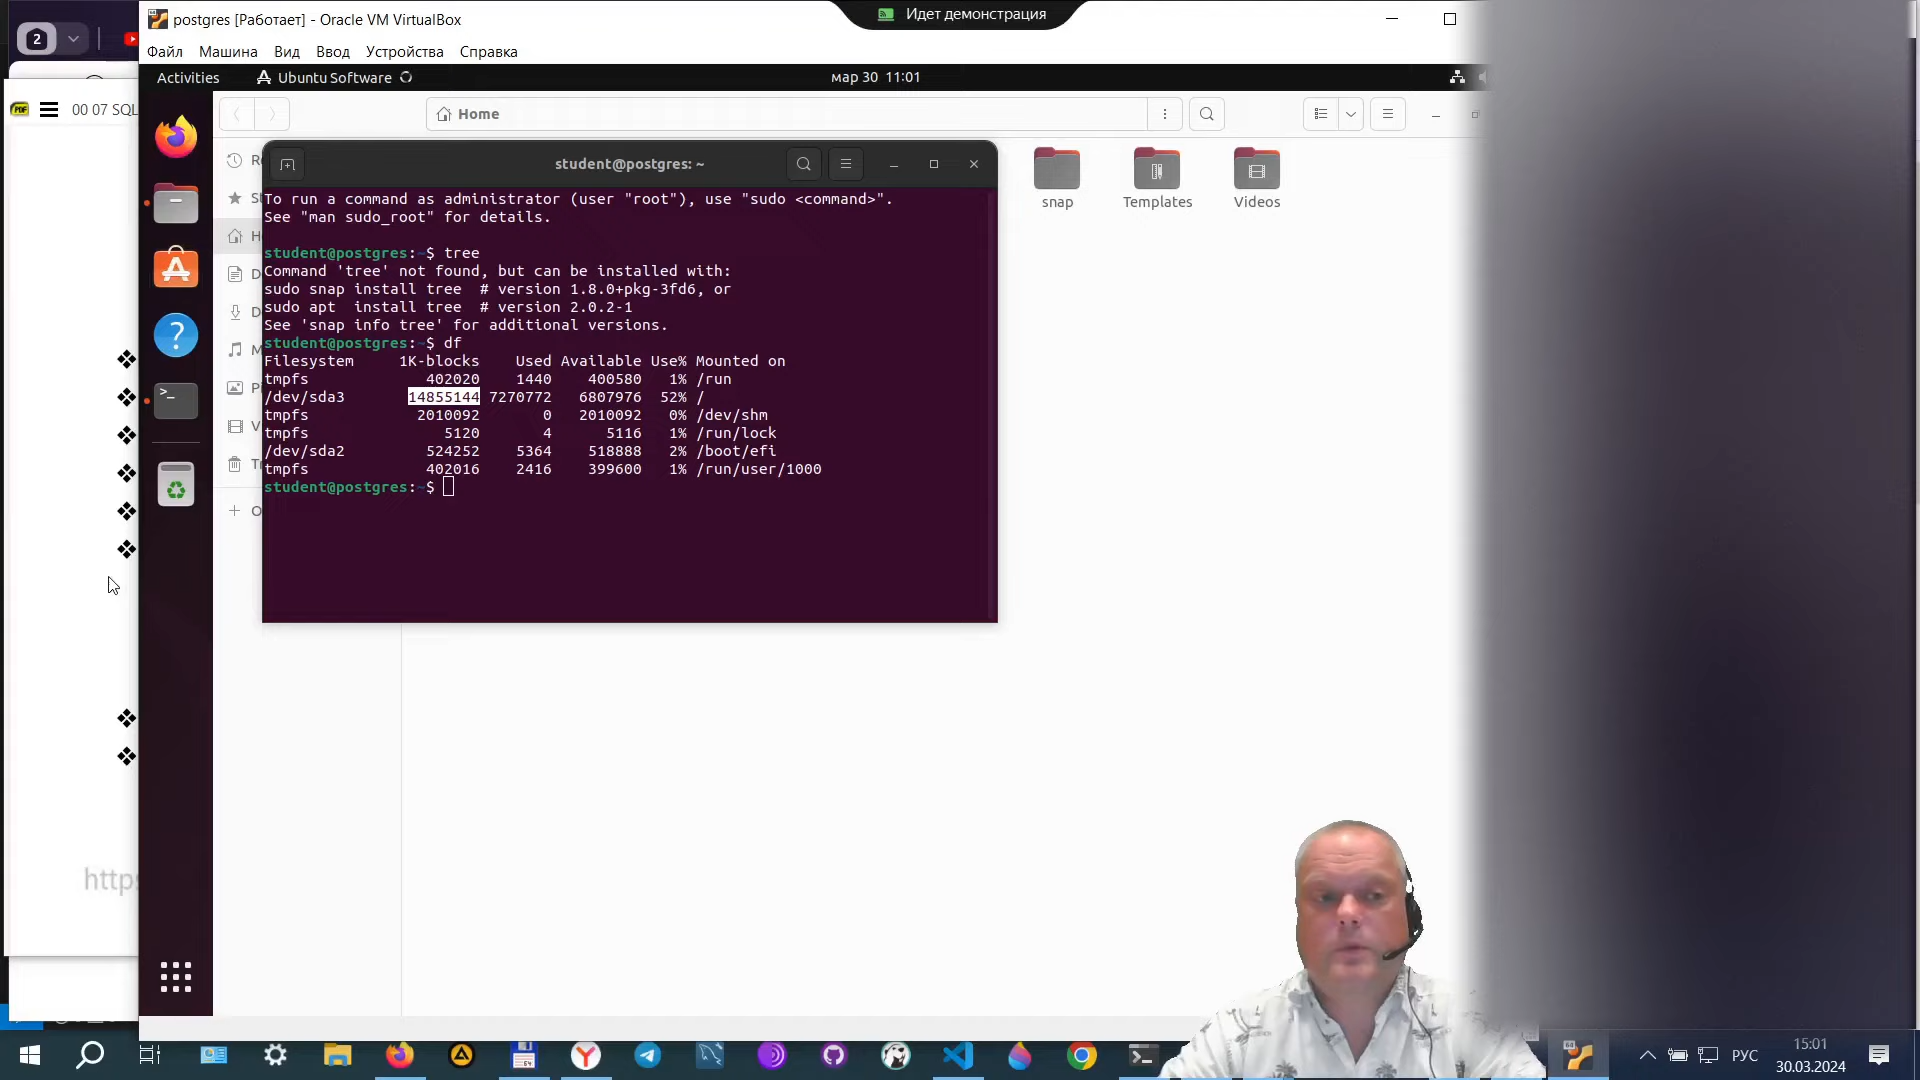 2
postgres [Работает] - Oracle VM VirtualBox
Идет демонстрация
Файл Машина Вид Ввод Устройства Справка
Activities Ubuntu Software мар 30 11:01
PDF 00 07 SQL
Home
student@postgres: ~
snap Templates Videos
To run a command as administrator (user "root"), use "sudo <command>".
See "man sudo_root" for details.
student@postgres:~$ tree
Command 'tree' not found, but can be installed with:
sudo snap install tree # version 1.8.0+pkg-3fd6, or
sudo apt install tree # version 2.0.2-1
See 'snap info tree' for additional versions.
student@postgres:~$ df
Filesystem 1K-blocks Used Available Use% Mounted on
tmpfs 402020 1440 400580 1% /run
/dev/sda3 14855144 7270772 6807976 52% /
tmpfs 2010092 0 2010092 0% /dev/shm
tmpfs 5120 4 5116 1% /run/lock
/dev/sda2 524252 5364 518888 2% /boot/efi
tmpfs 402016 2416 399600 1% /run/user/1000
student@postgres:~$
https
РУС
15:01
30.03.2024